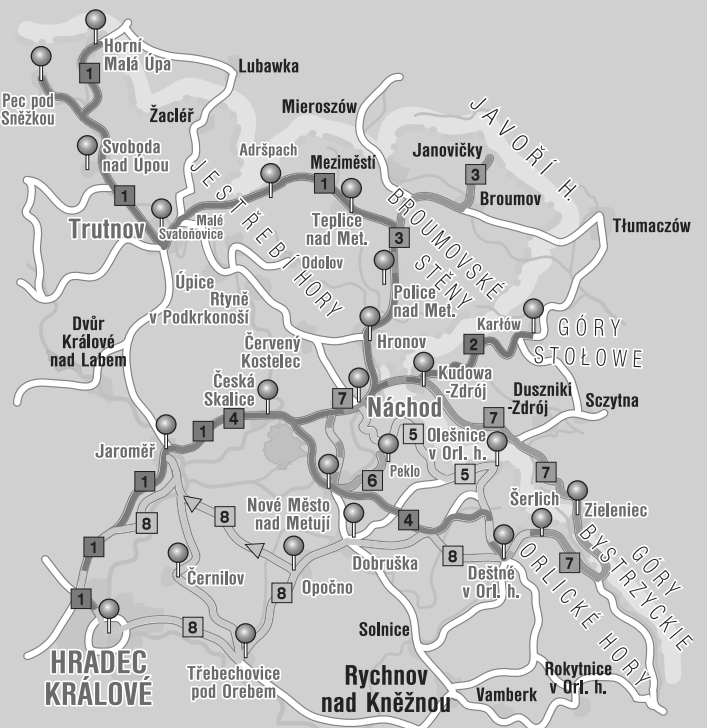 Horní
Malá Úpa
1
Lubawka
Pec pod
Sněžkou
Mieroszów
JAVOŘÍ H.
Žacléř
Svoboda
nad Úpou
Adršpach
Meziměstí
Janovičky
3
1
1
Broumov
JESTŘEBÍ HORY
BROUMOVSKÉ
STĚNY
Teplice
nad Met.
Malé
Svatoňovice
Trutnov
Tłumaczów
3
Odolov
Úpice
Rtyně
v Podkrkonoší
Police
nad Met.
Dvůr
Králové
nad Labem
Karłów
GÓRY
STOŁOWE
Hronov
2
Červený
Kostelec
Kudowa
-Zdrój
Česká
Skalice
7
Náchod
Duszniki
-Zdrój
Sczytna
1
4
7
5
Olešnice
v Orl. h.
Jaroměř
Peklo
6
5
7
1
8
8
Nové Město
nad Metují
4
Šerlich
Zieleniec
1
Dobruška
8
Deštné
v Orl. h.
7
GÓRY
BYSTRZYCKIE
ORLICKÉ HORY
Černilov
Opočno
8
1
8
Solnice
HRADEC
KRÁLOVÉ
Třebechovice
pod Orebem
Rychnov
nad Kněžnou
Rokytnice
v Orl. h.
Vamberk